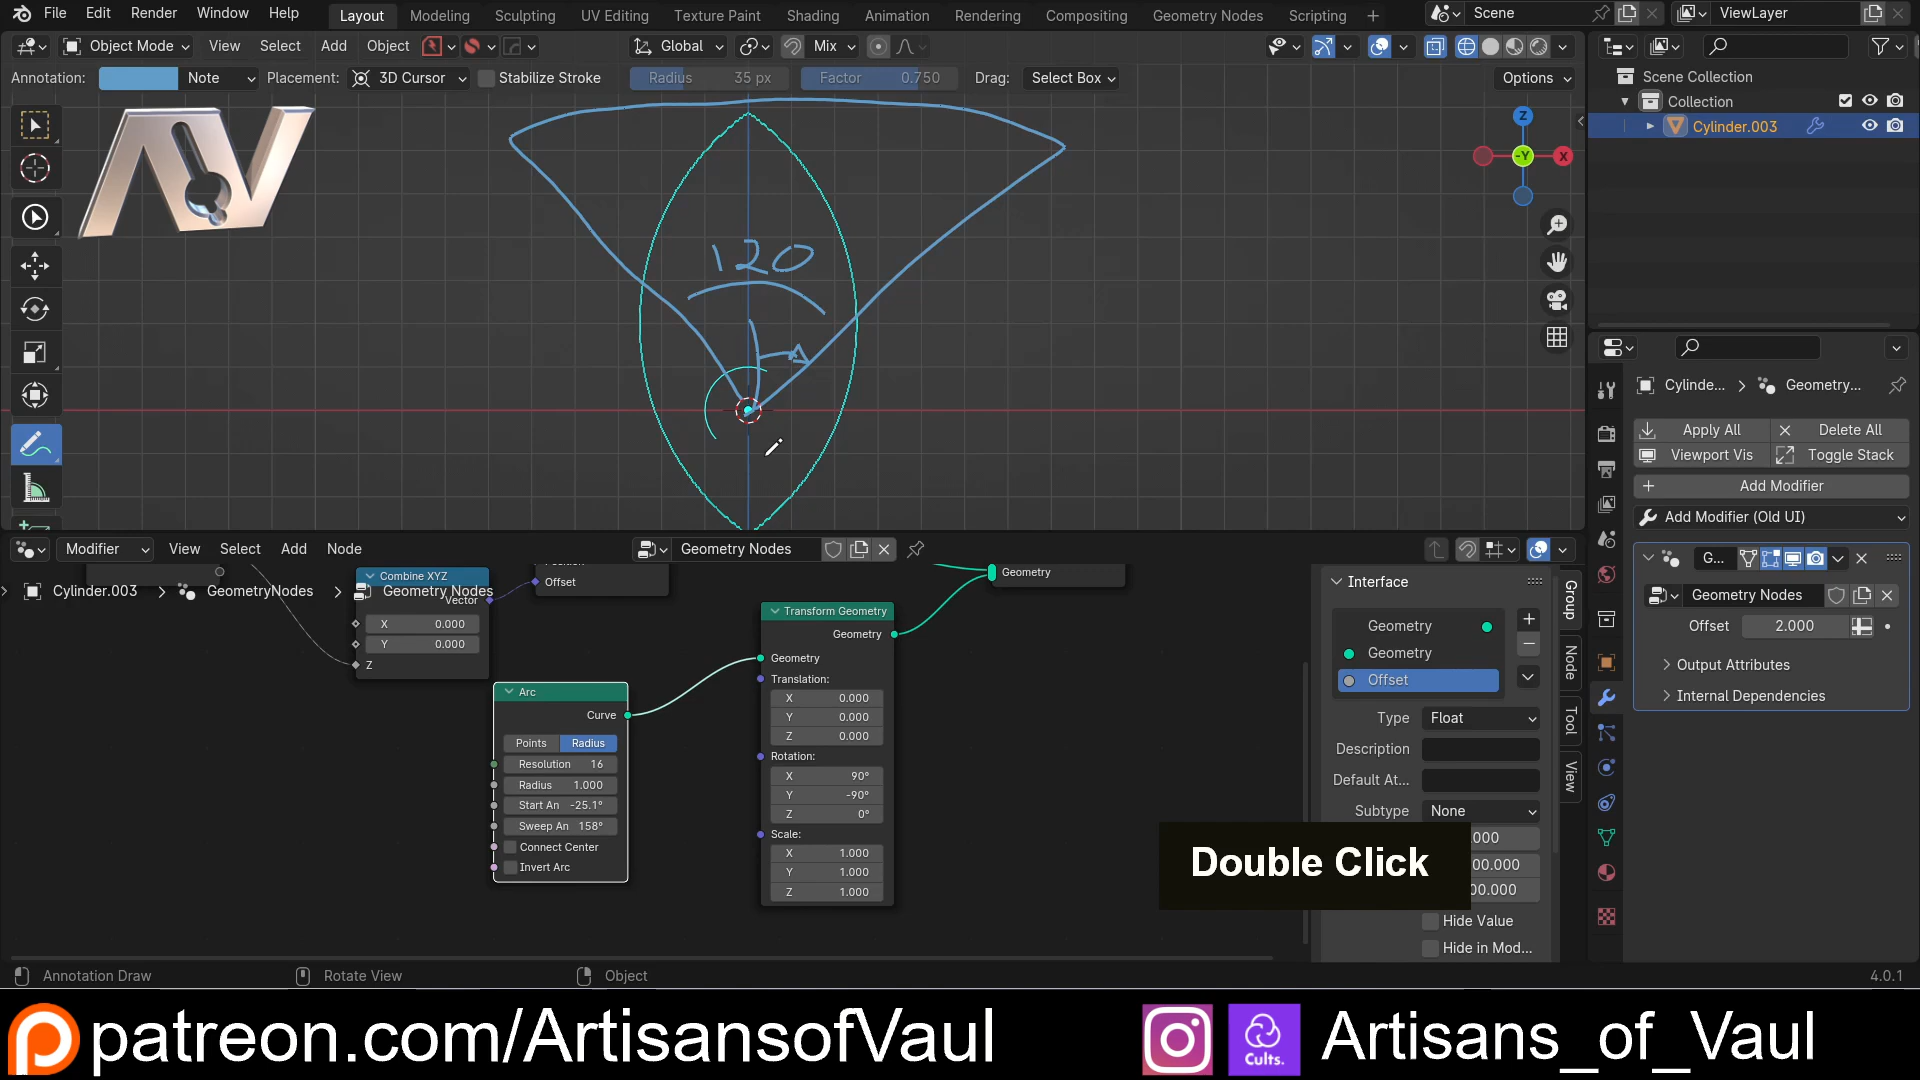 File Edit Render Window Help Layout Modeling Sculpting UV Editing Texture Paint Shading Animation Rendering Compositing Geometry Nodes Scripting + Scene ViewLayer
Object Mode View Select Add Object Global Mix
Annotation: Note Placement: 3D Cursor Stabilize Stroke Radius 35 px Factor 0.750 Drag: Select Box Options
Scene Collection
Collection
Cylinder.003
Z
-Y
X
AV
120
Cylinde... > Geometry...
Apply All Delete All
Viewport Vis Toggle Stack
Add Modifier
Add Modifier (Old UI)
G...
Geometry Nodes
Offset 2.000
Output Attributes
Internal Dependencies
Modifier View Select Add Node Geometry Nodes
Cylinder.003 > GeometryNodes > Geometry Nodes
Combine XYZ
Vector
X 0.000
Y 0.000
Z
Offset
Geometry
Arc
Curve
Points Radius
Resolution 16
Radius 1.000
Start An -25.1°
Sweep An 158°
Connect Center
Invert Arc
Transform Geometry
Geometry
Geometry
Translation:
X 0.000
Y 0.000
Z 0.000
Rotation:
X 90°
Y -90°
Z 0°
Scale:
X 1.000
Y 1.000
Z 1.000
Interface
Geometry
Geometry
Offset
Type Float
Description
Default At...
Subtype None
Hide Value
Hide in Mod...
Group
Node
Tool
View
Double Click
Annotation Draw Rotate View Object 4.0.1
patreon.com/ArtisansofVaul
Cults.
Artisans_of_Vaul